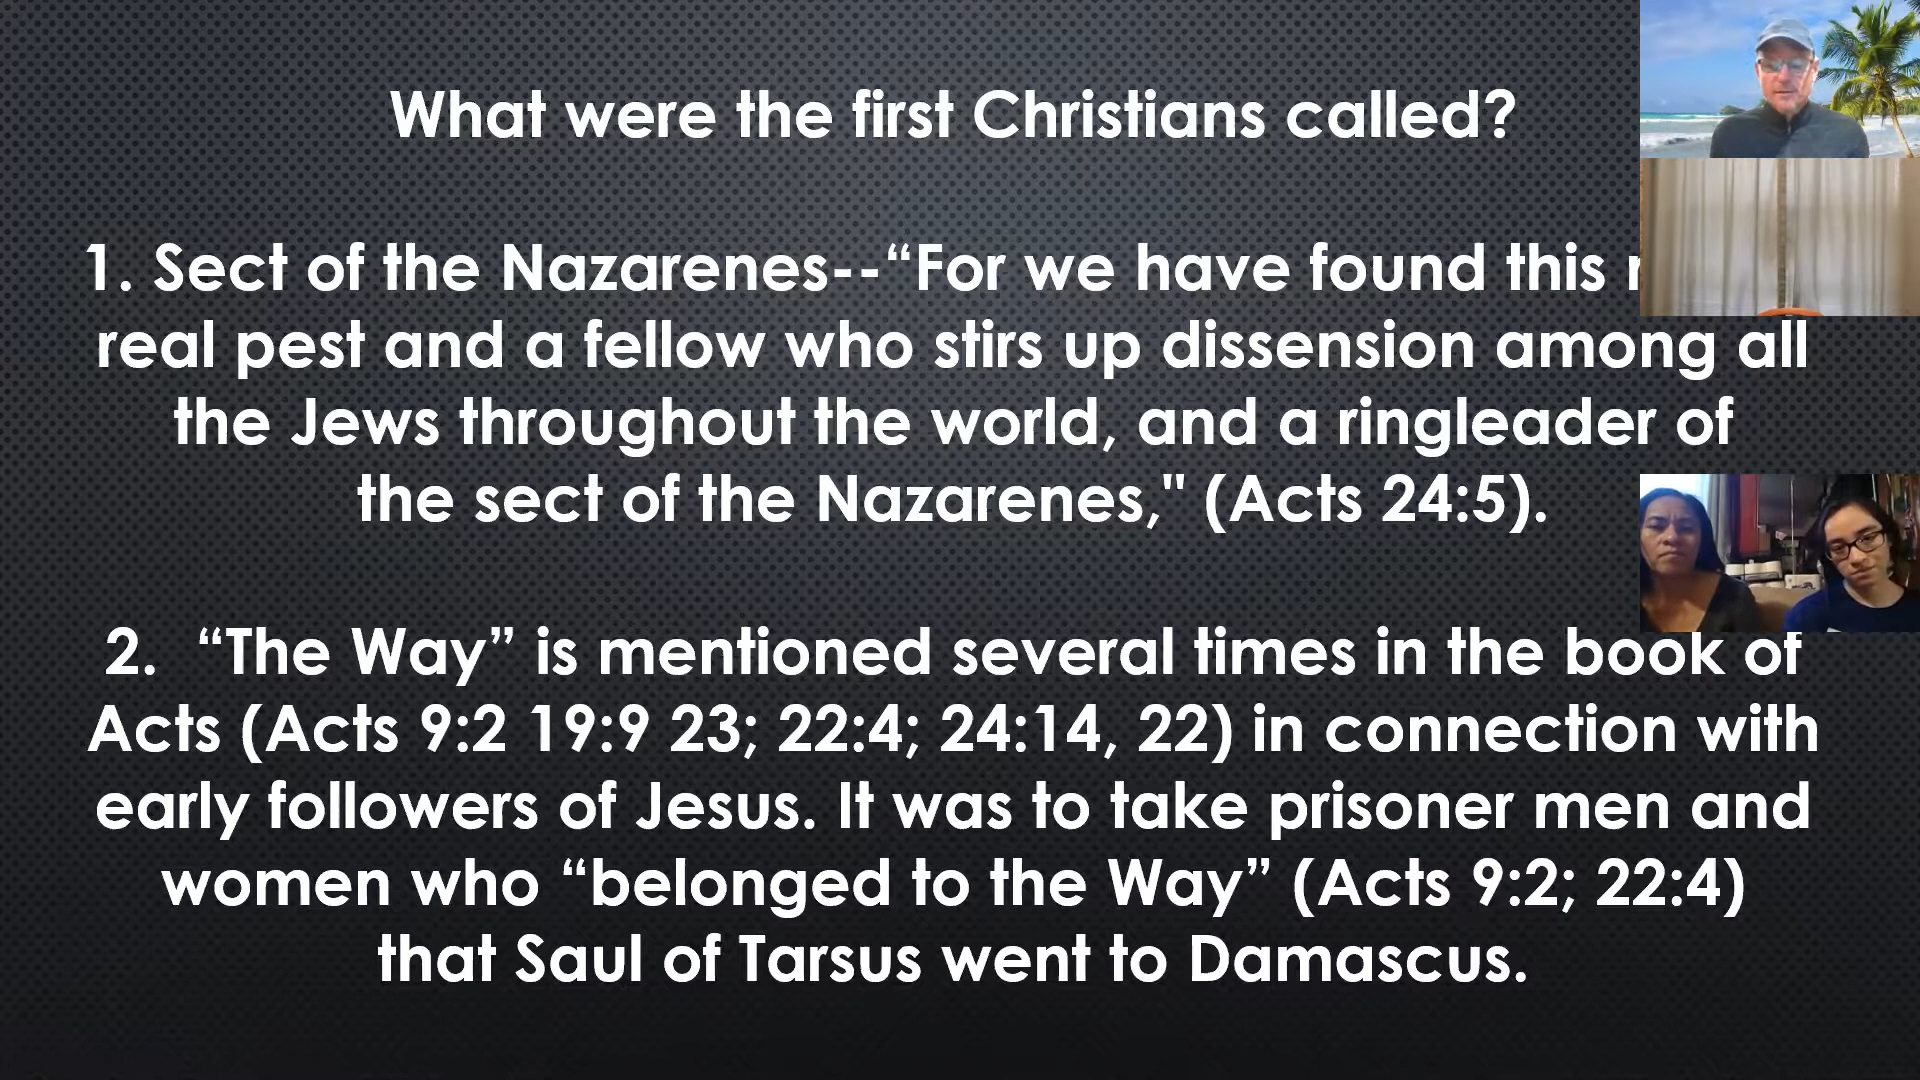 What were the first Christians called?
1. Sect of the Nazarenes--“For we have found this
real pest and a fellow who stirs up dissension among all
the Jews throughout the world, and a ringleader of
the sect of the Nazarenes," (Acts 24:5).
2. “The Way” is mentioned several times in the book of
Acts (Acts 9:2 19:9 23; 22:4; 24:14, 22) in connection with
early followers of Jesus. It was to take prisoner men and
women who “belonged to the Way” (Acts 9:2; 22:4)
that Saul of Tarsus went to Damascus.